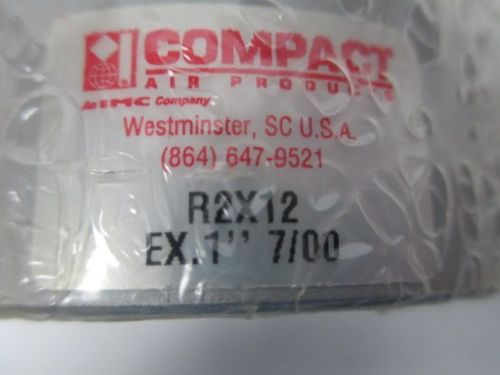 COMPACT
AIR PRODUCTS
An IMC Company
Westminster, SC U.S.A.
(864) 647-9521
R2X12
EX.1'' 7/00